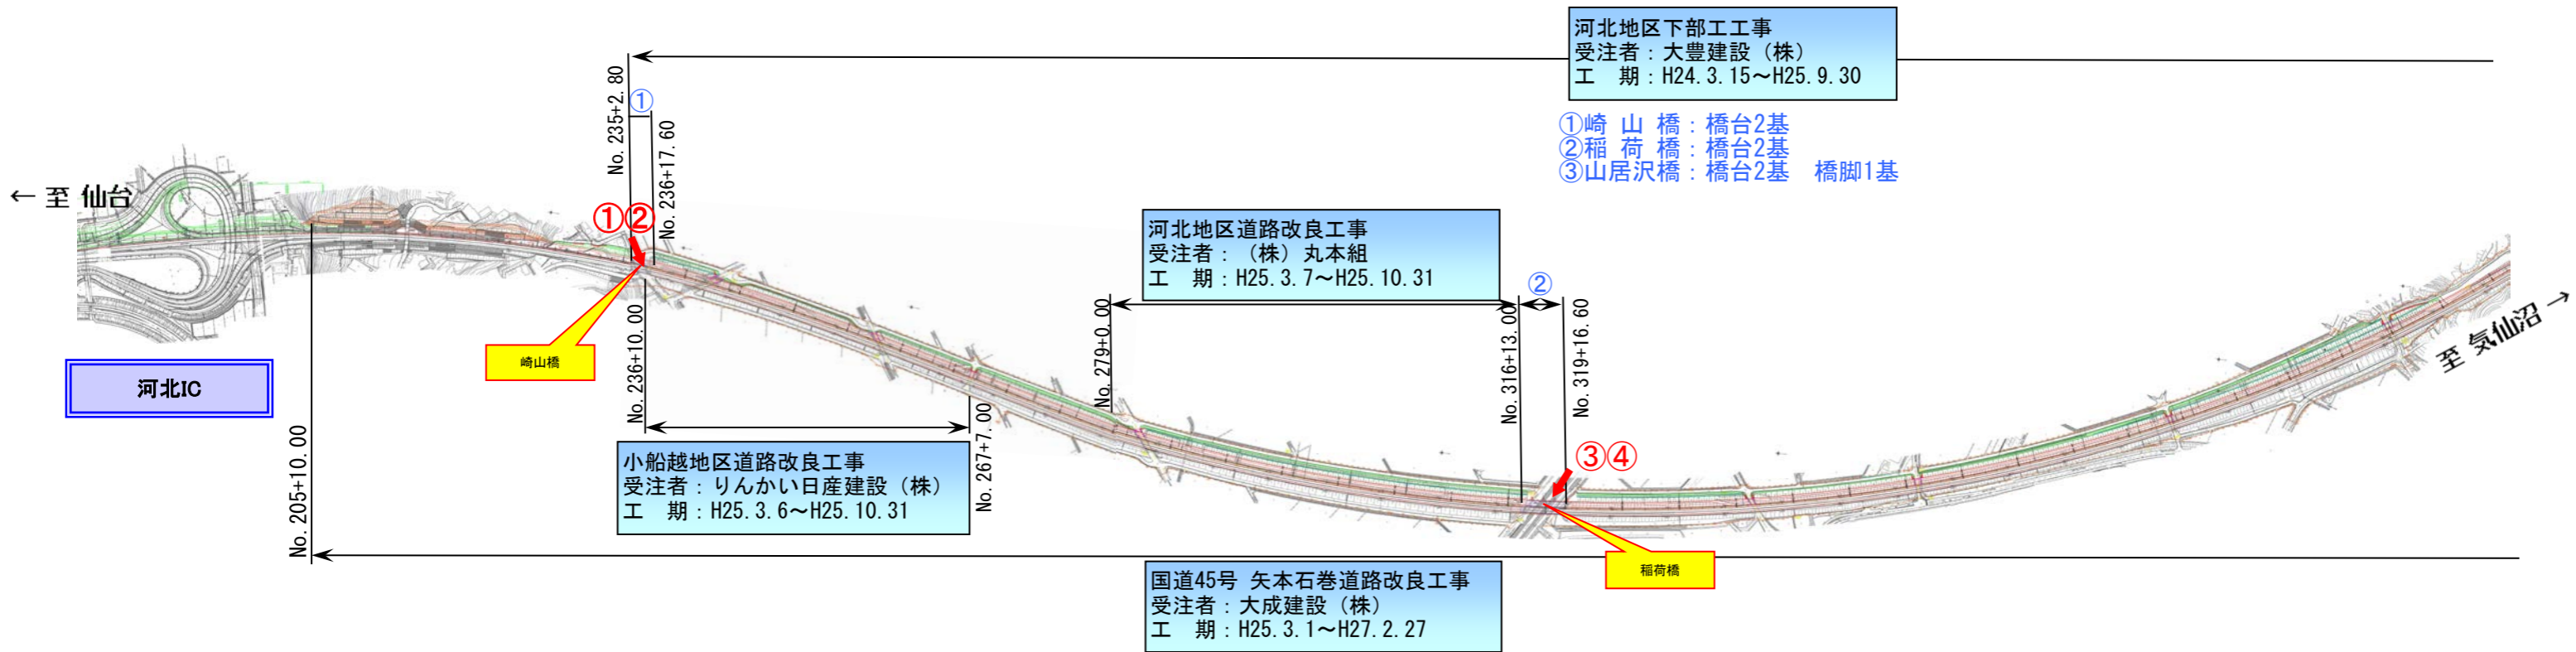 河北地区下部工工事
受注者：大豊建設（株）
工　期：H24.3.15～H25.9.30
①崎 山 橋：橋台2基
②稲 荷 橋：橋台2基
③山居沢橋：橋台2基　橋脚1基
No.235+2.80
①
No.236+17.60
← 至 仙台
①②
河北地区道路改良工事
受注者：（株）丸本組
工　期：H25.3.7～H25.10.31
②
No.279+0.00
No.316+13.00
No.319+16.60
至 気仙沼 →
崎山橋
河北IC
No.236+10.00
No.205+10.00
No.267+7.00
小船越地区道路改良工事
受注者：りんかい日産建設（株）
工　期：H25.3.6～H25.10.31
③④
稲荷橋
国道45号 矢本石巻道路改良工事
受注者：大成建設（株）
工　期：H25.3.1～H27.2.27